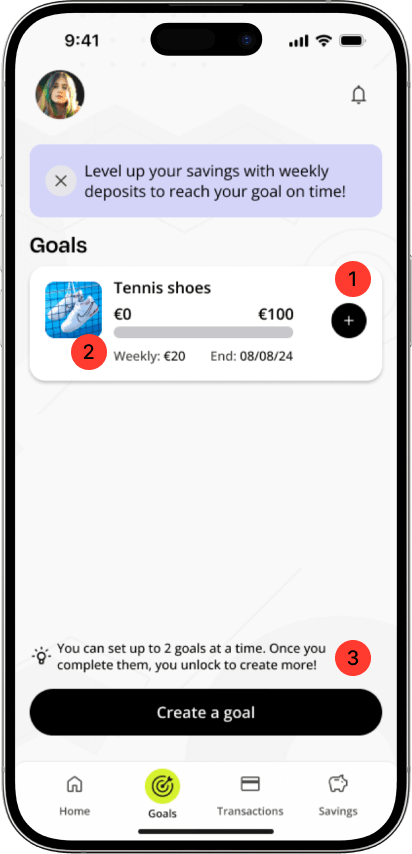 9:41
Level up your savings with weekly
deposits to reach your goal on time!
Goals
1
Tennis shoes
€0 €100
+
2
Weekly: €20 End: 08/08/24
You can set up to 2 goals at a time. Once you
complete them, you unlock to create more!
3
Create a goal
Home Goals Transactions Savings